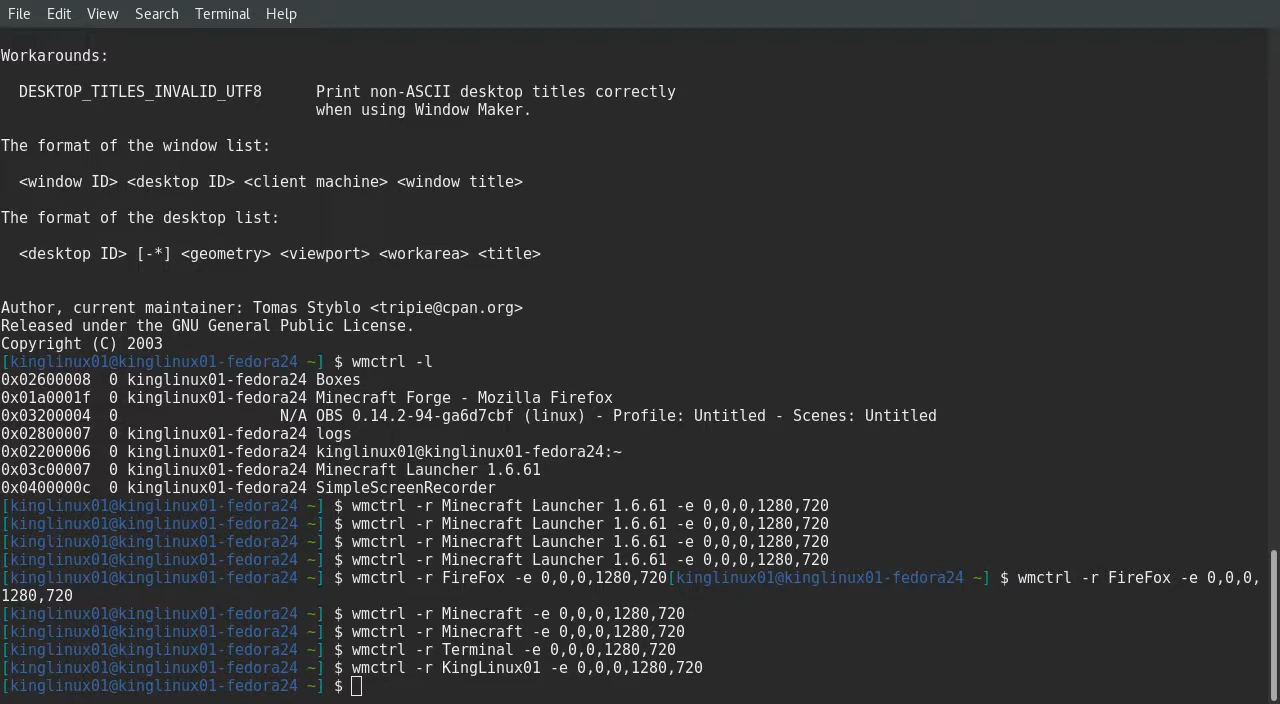 File Edit View Search Terminal Help
Workarounds:
DESKTOP_TITLES_INVALID_UTF8 Print non-ASCII desktop titles correctly
when using Window Maker.
The format of the window list:
<window ID> <desktop ID> <client machine> <window title>
The format of the desktop list:
<desktop ID> [-*] <geometry> <viewport> <workarea> <title>
Author, current maintainer: Tomas Styblo <tripie@cpan.org>
Released under the GNU General Public License.
Copyright (C) 2003
[kinglinux01@kinglinux01-fedora24 ~] $ wmctrl -l
0x02600008 0 kinglinux01-fedora24 Boxes
0x01a0001f 0 kinglinux01-fedora24 Minecraft Forge - Mozilla Firefox
0x03200004 0 N/A OBS 0.14.2-94-ga6d7cbf (linux) - Profile: Untitled - Scenes: Untitled
0x02800007 0 kinglinux01-fedora24 logs
0x02200006 0 kinglinux01-fedora24 kinglinux01@kinglinux01-fedora24:~
0x03c00007 0 kinglinux01-fedora24 Minecraft Launcher 1.6.61
0x0400000c 0 kinglinux01-fedora24 SimpleScreenRecorder
[kinglinux01@kinglinux01-fedora24 ~] $ wmctrl -r Minecraft Launcher 1.6.61 -e 0,0,0,1280,720
[kinglinux01@kinglinux01-fedora24 ~] $ wmctrl -r Minecraft Launcher 1.6.61 -e 0,0,0,1280,720
[kinglinux01@kinglinux01-fedora24 ~] $ wmctrl -r Minecraft Launcher 1.6.61 -e 0,0,0,1280,720
[kinglinux01@kinglinux01-fedora24 ~] $ wmctrl -r Minecraft Launcher 1.6.61 -e 0,0,0,1280,720
[kinglinux01@kinglinux01-fedora24 ~] $ wmctrl -r FireFox -e 0,0,0,1280,720[kinglinux01@kinglinux01-fedora24 ~] $ wmctrl -r FireFox -e 0,0,0,
1280,720
[kinglinux01@kinglinux01-fedora24 ~] $ wmctrl -r Minecraft -e 0,0,0,1280,720
[kinglinux01@kinglinux01-fedora24 ~] $ wmctrl -r Minecraft -e 0,0,0,1280,720
[kinglinux01@kinglinux01-fedora24 ~] $ wmctrl -r Terminal -e 0,0,0,1280,720
[kinglinux01@kinglinux01-fedora24 ~] $ wmctrl -r KingLinux01 -e 0,0,0,1280,720
[kinglinux01@kinglinux01-fedora24 ~] $